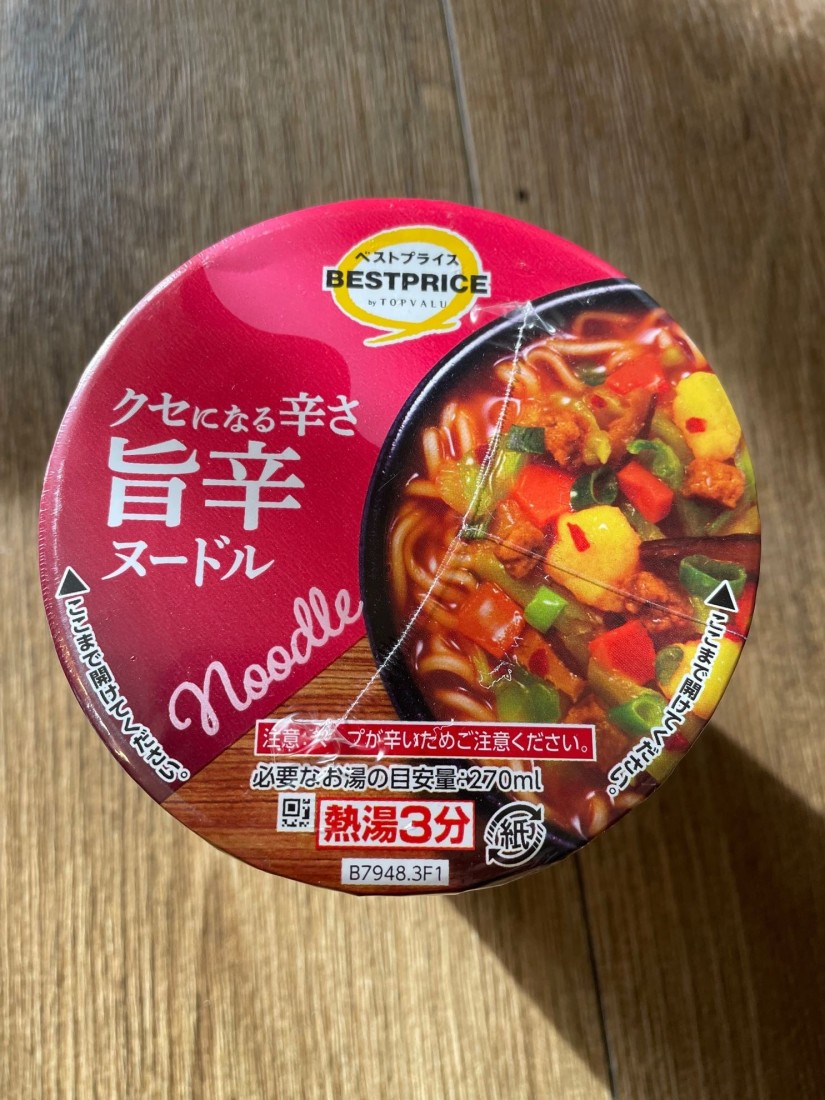 ベストプライス
BESTPRICE
by TOPVALU
クセになる辛さ
旨辛
ヌードル
Noodle
▲ここまで開けてください。
▲ここまで開けてください。
注意:スープが辛いためご注意ください。
必要なお湯の目安量:270ml
熱湯3分
紙
B7948.3F1